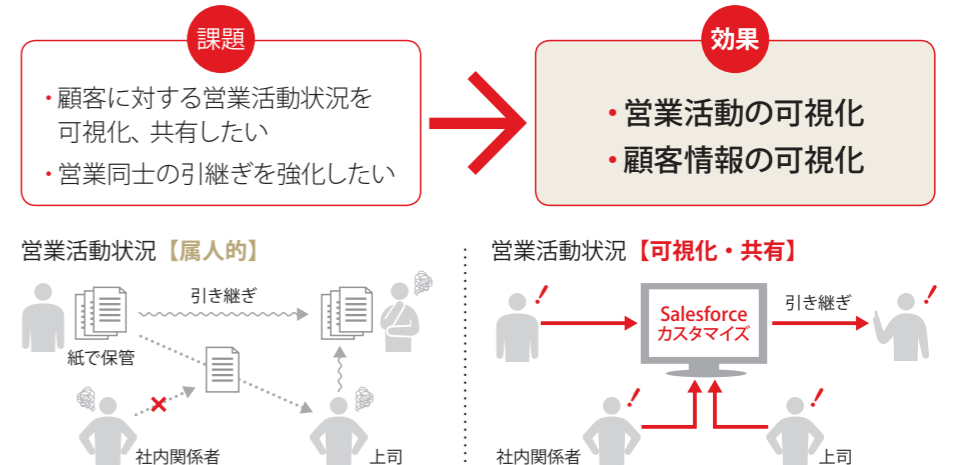 課題
・顧客に対する営業活動状況を
可視化、共有したい
・営業同士の引継ぎを強化したい
効果
・営業活動の可視化
・顧客情報の可視化
営業活動状況【属人的】
引き継ぎ
紙で保管
社内関係者
上司
営業活動状況【可視化・共有】
Salesforce
カスタマイズ
引き継ぎ
社内関係者
上司